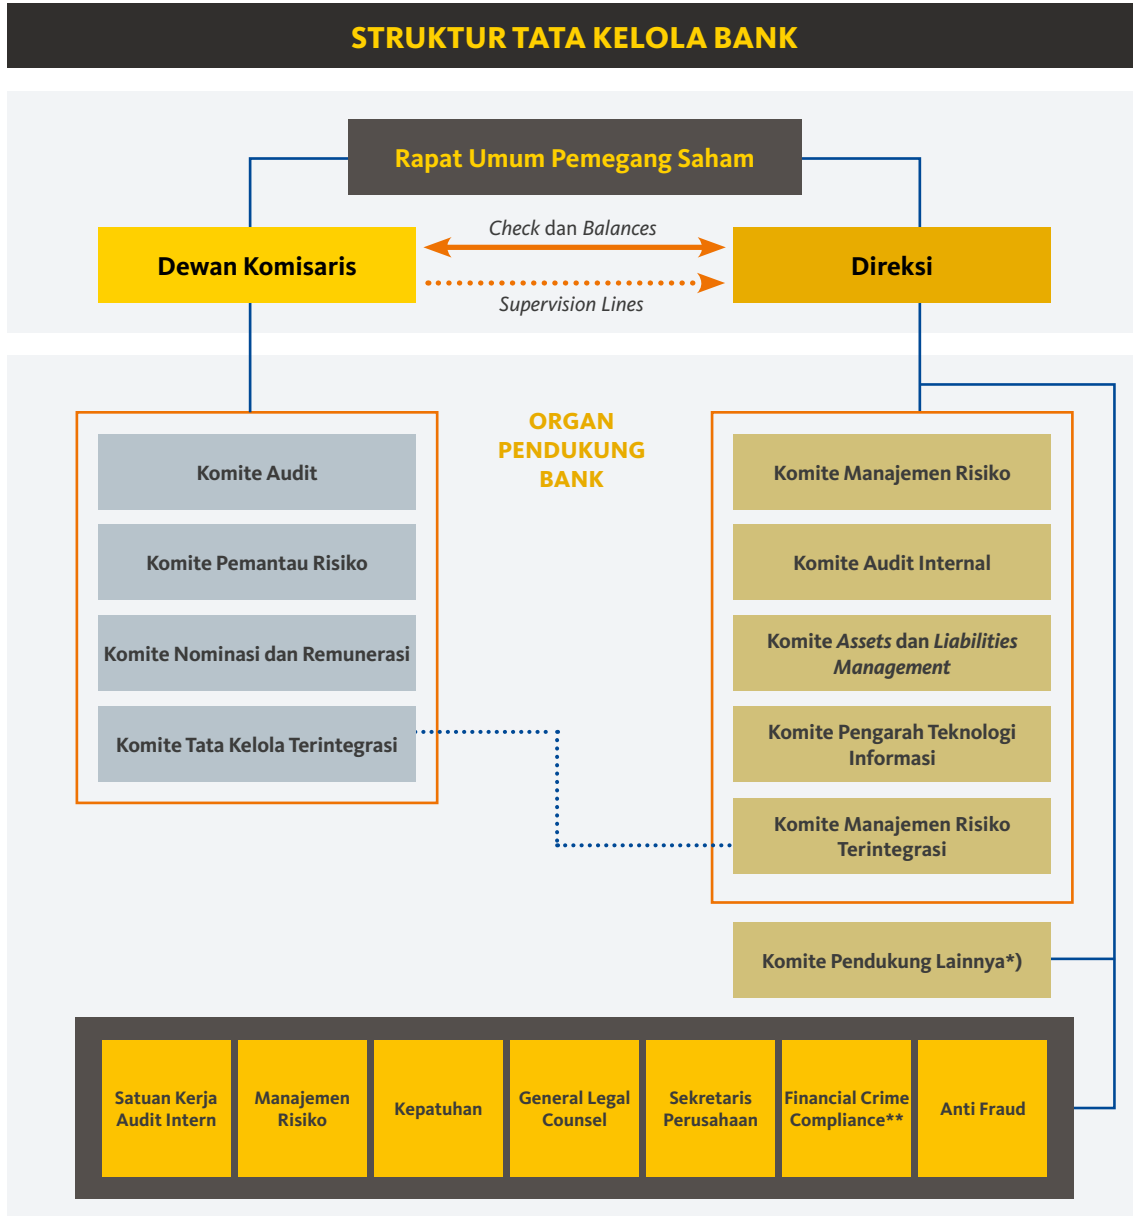 STRUKTUR TATA KELOLA BANK
Rapat Umum Pemegang Saham
Dewan Komisaris
Check dan Balances
Supervision Lines
Direksi
ORGAN
PENDUKUNG
BANK
Komite Audit
Komite Pemantau Risiko
Komite Nominasi dan Remunerasi
Komite Tata Kelola Terintegrasi
Komite Manajemen Risiko
Komite Audit Internal
Komite Assets dan Liabilities
Management
Komite Pengarah Teknologi
Informasi
Komite Manajemen Risiko
Terintegrasi
Komite Pendukung Lainnya*)
Satuan Kerja
Audit Intern
Manajemen
Risiko
Kepatuhan
General Legal
Counsel
Sekretaris
Perusahaan
Financial Crime
Compliance**
Anti Fraud